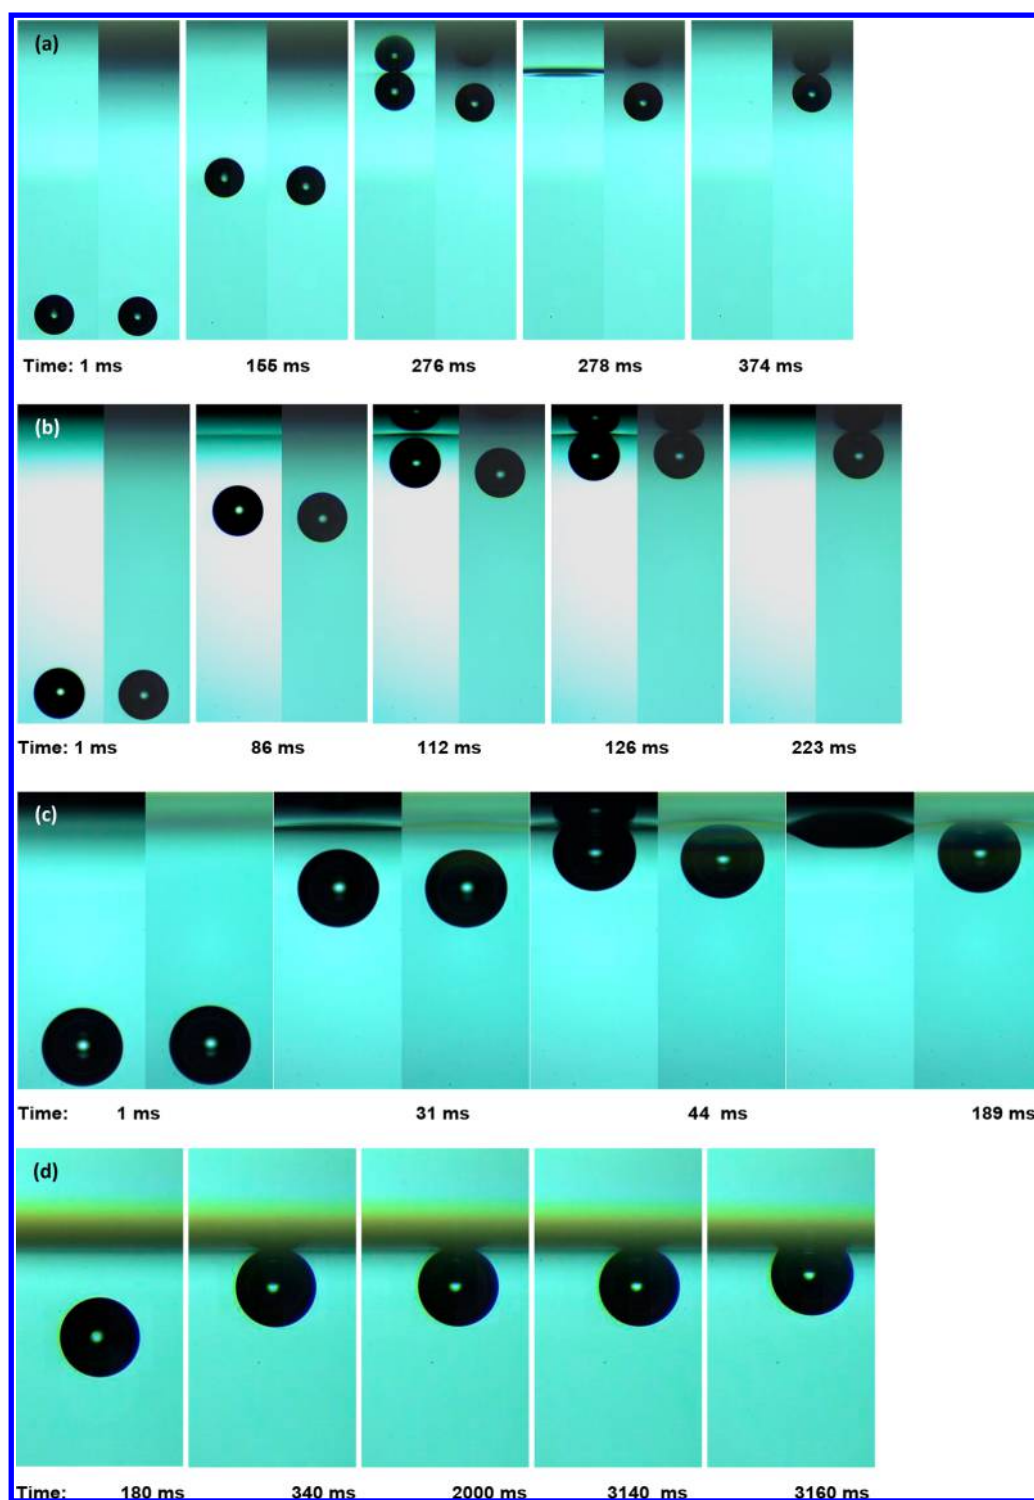 (a)
Time: 1 ms 155 ms 276 ms 278 ms 374 ms
(b)
Time: 1 ms 86 ms 112 ms 126 ms 223 ms
(c)
Time: 1 ms 31 ms 44 ms 189 ms
(d)
Time: 180 ms 340 ms 2000 ms 3140 ms 3160 ms